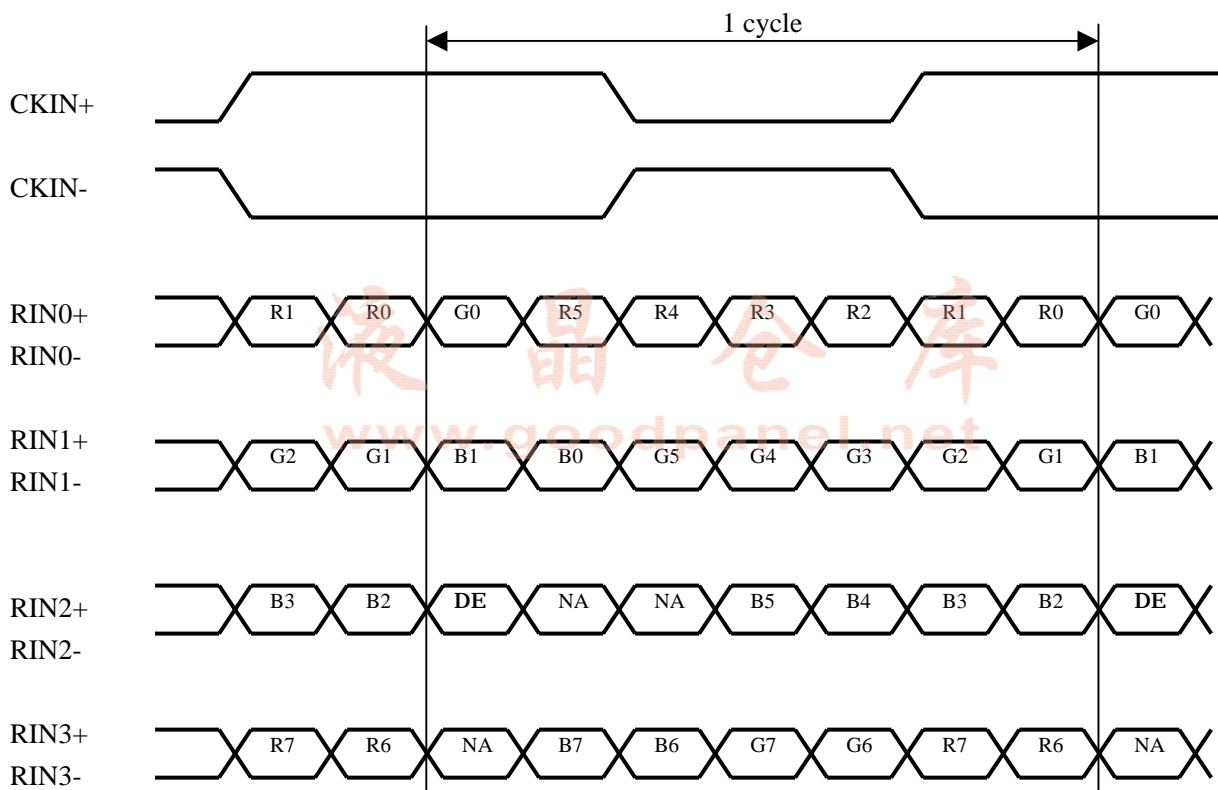 1 cycle
CKIN+
CKIN-
RIN0+
RIN0-
R1 R0 G0 R5 R4 R3 R2 R1 R0 G0
液晶仓库
www.goodpanel.net
RIN1+
RIN1-
G2 G1 B1 B0 G5 G4 G3 G2 G1 B1
RIN2+
RIN2-
B3 B2 DE NA NA B5 B4 B3 B2 DE
RIN3+
RIN3-
R7 R6 NA B7 B6 G7 G6 R7 R6 NA